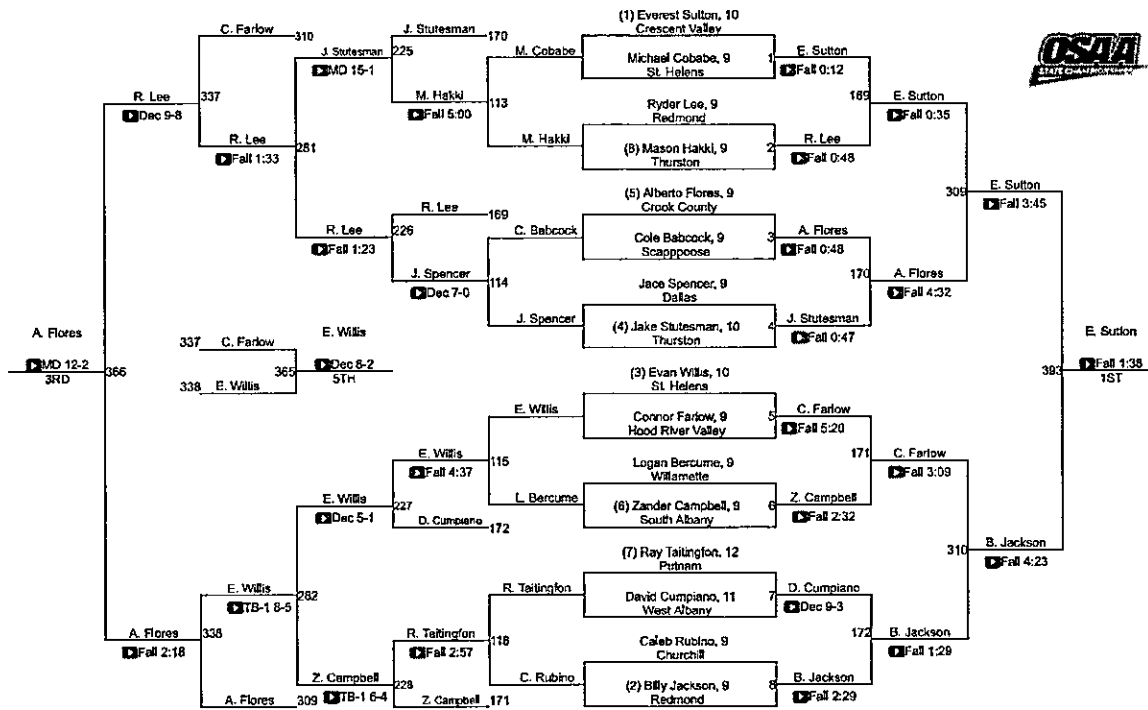 (1) Everest Sutton, 10
Crescent Valley
Michael Cobabe, 9
St. Helens
1
Ryder Lee, 9
Redmond
(8) Mason Hakki, 9
Thurston
2
(5) Alberto Flores, 9
Crook County
Cole Babcock, 9
Scapppoose
3
Jace Spencer, 9
Dallas
(4) Jake Stutesman, 10
Thurston
4
(3) Evan Willis, 10
St. Helens
Connor Farlow, 9
Hood River Valley
5
Logan Bercume, 9
Willamette
(6) Zander Campbell, 9
South Albany
6
(7) Ray Taitingfon, 12
Putnam
David Cumpiano, 11
West Albany
7
Caleb Rubino, 9
Churchill
(2) Billy Jackson, 9
Redmond
8
E. Sutton
Fall 0:12
169
R. Lee
Fall 0:48
A. Flores
Fall 0:48
170
J. Stutesman
Fall 0:47
C. Farlow
Fall 5:20
171
Z. Campbell
Fall 2:32
D. Cumpiano
Dec 9-3
172
B. Jackson
Fall 2:29
E. Sutton
Fall 0:35
309
A. Flores
Fall 4:32
C. Farlow
Fall 3:09
310
B. Jackson
Fall 1:29
E. Sutton
Fall 3:45
393
B. Jackson
Fall 4:23
E. Sutton
Fall 1:38
1ST
OSAA
M. Cobabe
113
M. Hakki
C. Babcock
114
J. Spencer
E. Willis
115
L. Bercume
R. Taitingfon
116
C. Rubino
J. Stutesman
170
225
M. Hakki
Fall 5:00
R. Lee
169
226
J. Spencer
Dec 7-0
E. Willis
Fall 4:37
227
D. Cumpiano
172
R. Taitingfon
Fall 2:57
228
Z. Campbell
171
J. Stutesman
MD 15-1
281
R. Lee
Fall 1:23
E. Willis
Dec 5-1
282
Z. Campbell
TB-1 6-4
C. Farlow
310
337
R. Lee
Fall 1:33
E. Willis
TB-1 8-5
338
A. Flores
309
R. Lee
Dec 9-8
366
A. Flores
Fall 2:18
A. Flores
MD 12-2
3RD
337
C. Farlow
365
338
E. Willis
E. Willis
Dec 8-2
5TH